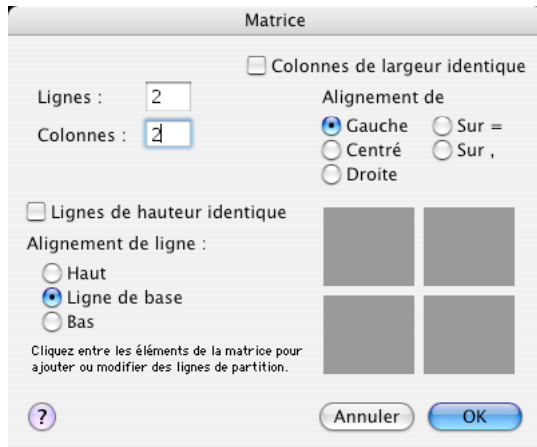 Matrice
Colonnes de largeur identique
Lignes : 2
Colonnes : 2
Alignement de
Gauche
Sur =
Centré
Sur ,
Droite
Lignes de hauteur identique
Alignement de ligne :
Haut
Ligne de base
Bas
Cliquez entre les éléments de la matrice pour
ajouter ou modifier des lignes de partition.
?
Annuler
OK